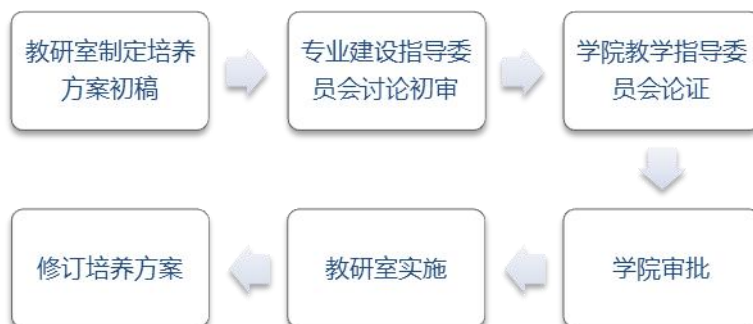 教研室制定培养
方案初稿
专业建设指导委
员会讨论初审
学院教学指导委
员会论证
学院审批
教研室实施
修订培养方案